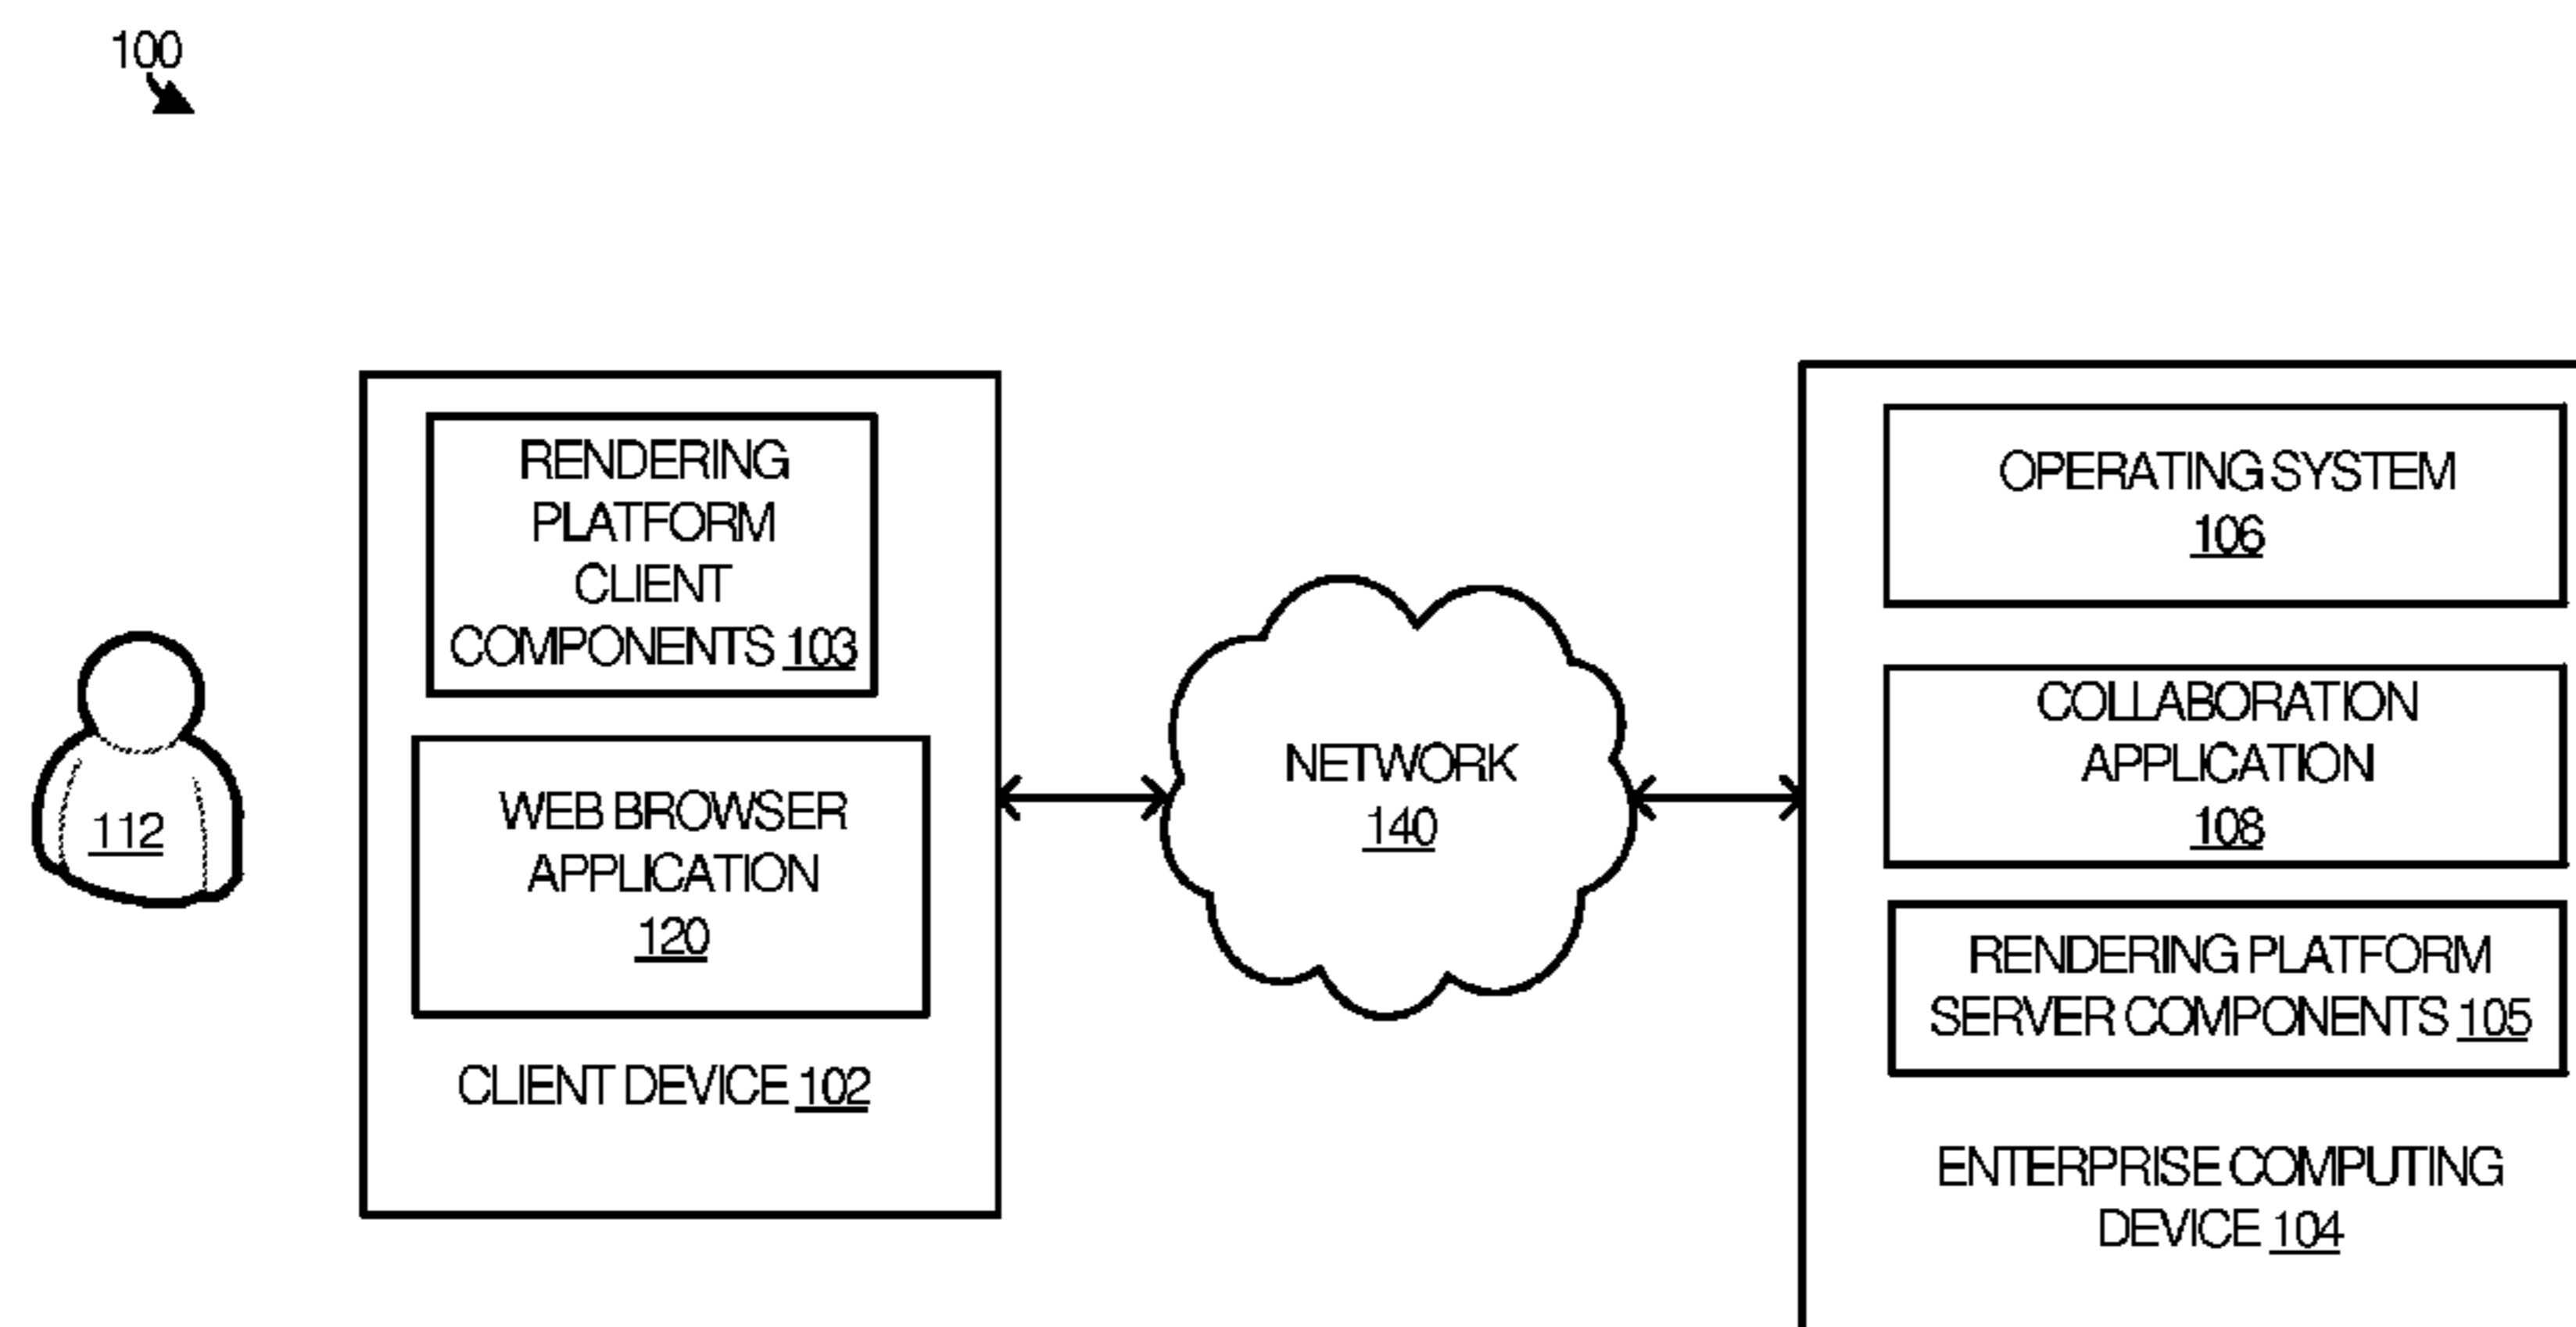 100
RENDERING
PLATFORM
CLIENT
COMPONENTS 103
WEB BROWSER
APPLICATION
120
CLIENT DEVICE 102
112
NETWORK
140
OPERATING SYSTEM
106
COLLABORATION
APPLICATION
108
RENDERING PLATFORM
SERVER COMPONENTS 105
ENTERPRISE COMPUTING
DEVICE 104